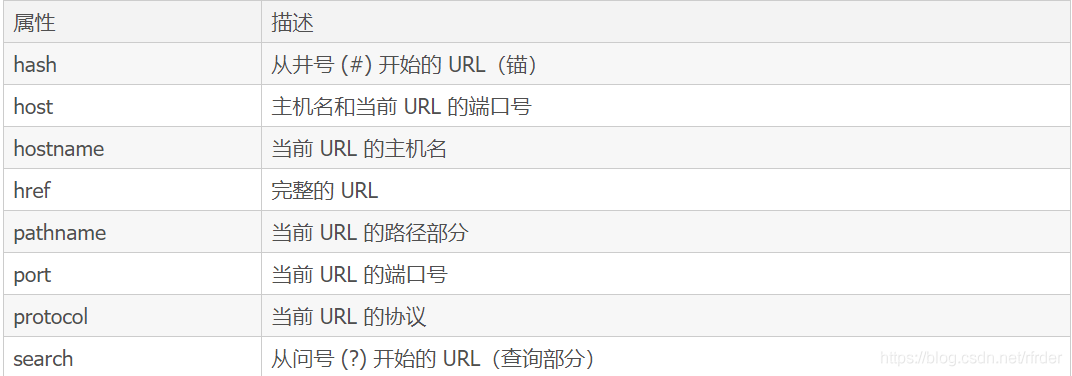 属性 描述
hash 从井号 (#) 开始的 URL（锚）
host 主机名和当前 URL 的端口号
hostname 当前 URL 的主机名
href 完整的 URL
pathname 当前 URL 的路径部分
port 当前 URL 的端口号
protocol 当前 URL 的协议
search 从问号 (?) 开始的 URL（查询部分）
https://blog.csdn.net/rfrder